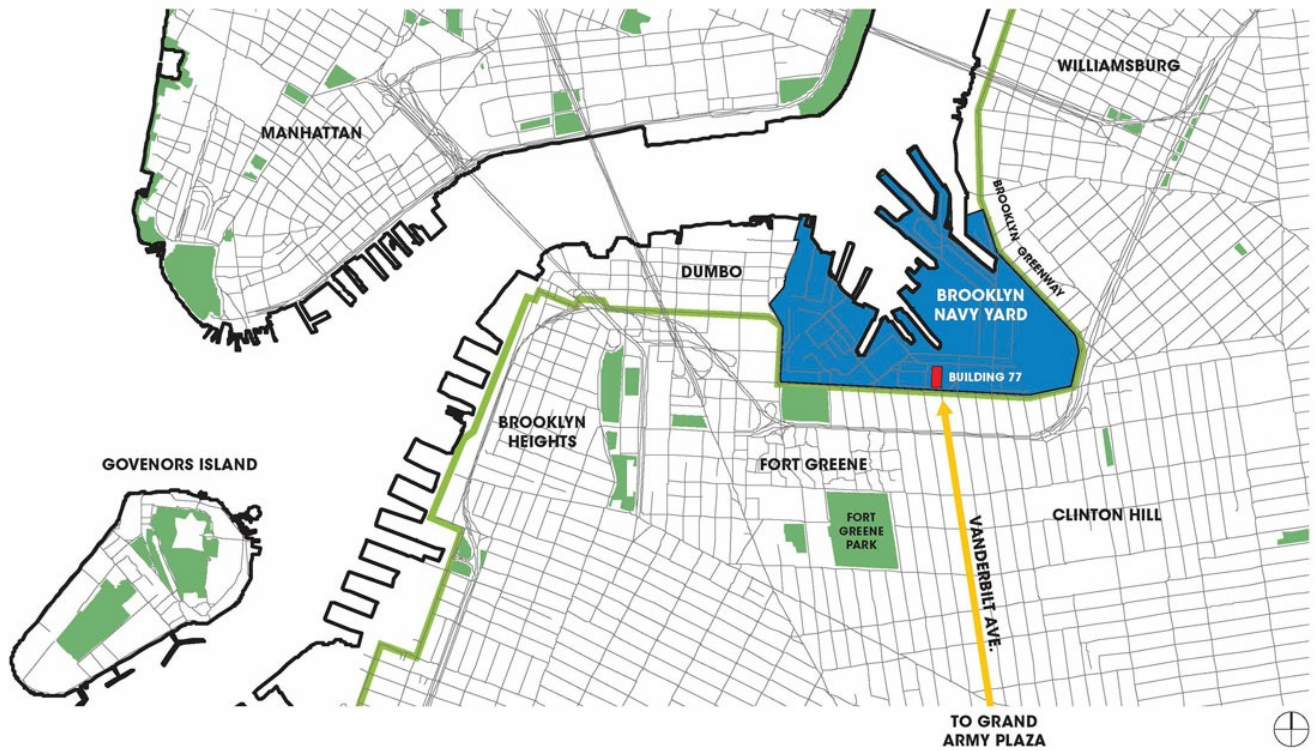 WILLIAMSBURG
MANHATTAN
BROOKLYN GREENWAY
DUMBO
BROOKLYN
NAVY YARD
BUILDING 77
BROOKLYN
HEIGHTS
GOVENORS ISLAND
FORT GREENE
FORT
GREENE
PARK
CLINTON HILL
VANDERBILT AVE.
TO GRAND
ARMY PLAZA